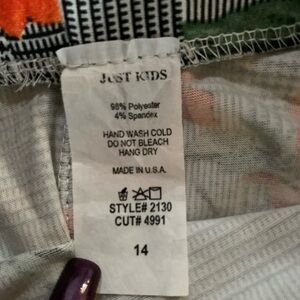 JUST KIDS
96% Polyester
4% Spandex
HAND WASH COLD
DO NOT BLEACH
HANG DRY
MADE IN U.S.A.
STYLE# 2130
CUT# 4991
14